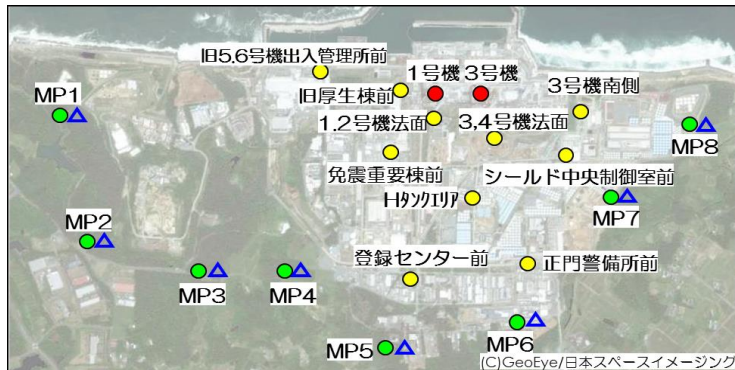 旧5.6号機出入管理所前
1号機
3号機
MP1
旧厚生棟前
3号機南側
1.2号機法面
3,4号機法面
MP8
免震重要棟前
シールド中央制御室前
Hﾀﾝｸｴﾘｱ
MP7
MP2
登録センター前
正門警備所前
MP3
MP4
MP5
MP6
(C)GeoEye/日本スペースイメージング